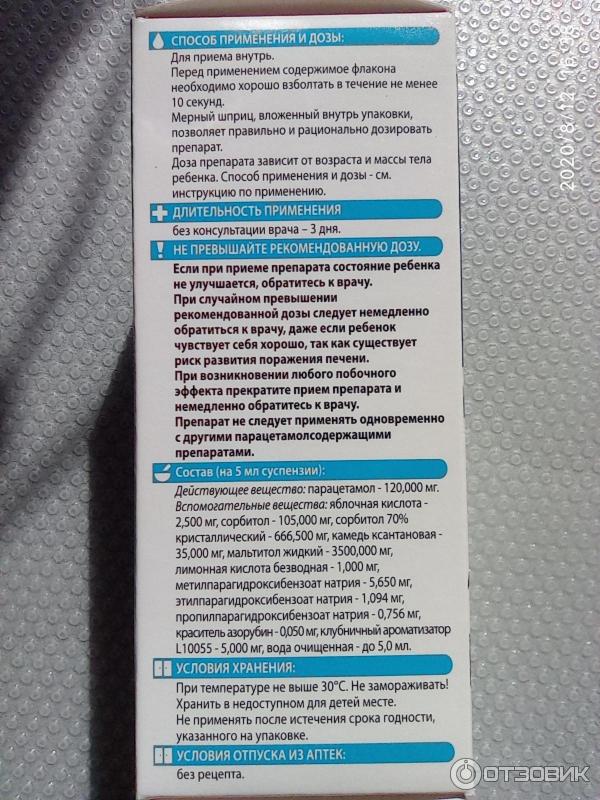 СПОСОБ ПРИМЕНЕНИЯ И ДОЗЫ:
Для приема внутрь.
Перед применением содержимое флакона
необходимо хорошо взболтать в течение не менее
10 секунд.
Мерный шприц, вложенный внутрь упаковки,
позволяет правильно и рационально дозировать
препарат.
Доза препарата зависит от возраста и массы тела
ребенка. Способ применения и дозы - см.
инструкцию по применению.
ДЛИТЕЛЬНОСТЬ ПРИМЕНЕНИЯ
без консультации врача – 3 дня.
НЕ ПРЕВЫШАЙТЕ РЕКОМЕНДОВАННУЮ ДОЗУ.
Если при приеме препарата состояние ребенка
не улучшается, обратитесь к врачу.
При случайном превышении
рекомендованной дозы следует немедленно
обратиться к врачу, даже если ребенок
чувствует себя хорошо, так как существует
риск развития поражения печени.
При возникновении любого побочного
эффекта прекратите прием препарата и
немедленно обратитесь к врачу.
Препарат не следует применять одновременно
с другими парацетамолсодержащими
препаратами.
Состав (на 5 мл суспензии):
Действующее вещество: парацетамол - 120,000 мг.
Вспомогательные вещества: яблочная кислота -
2,500 мг, сорбитол - 105,000 мг, сорбитол 70%
кристаллический - 666,500 мг, камедь ксантановая -
35,000 мг, мальтитол жидкий - 3500,000 мг,
лимонная кислота безводная - 1,000 мг,
метилпарагидроксибензоат натрия - 5,650 мг,
этилпарагидроксибензоат натрия - 1,094 мг,
пропилпарагидроксибензоат натрия - 0,756 мг,
краситель азорубин - 0,050 мг, клубничный ароматизатор
L10055 - 5,000 мг, вода очищенная - до 5,0 мл.
УСЛОВИЯ ХРАНЕНИЯ:
При температуре не выше 30°С. Не замораживать!
Хранить в недоступном для детей месте.
Не применять после истечения срока годности,
указанного на упаковке.
УСЛОВИЯ ОТПУСКА ИЗ АПТЕК:
без рецепта.
ОТЗОВИК